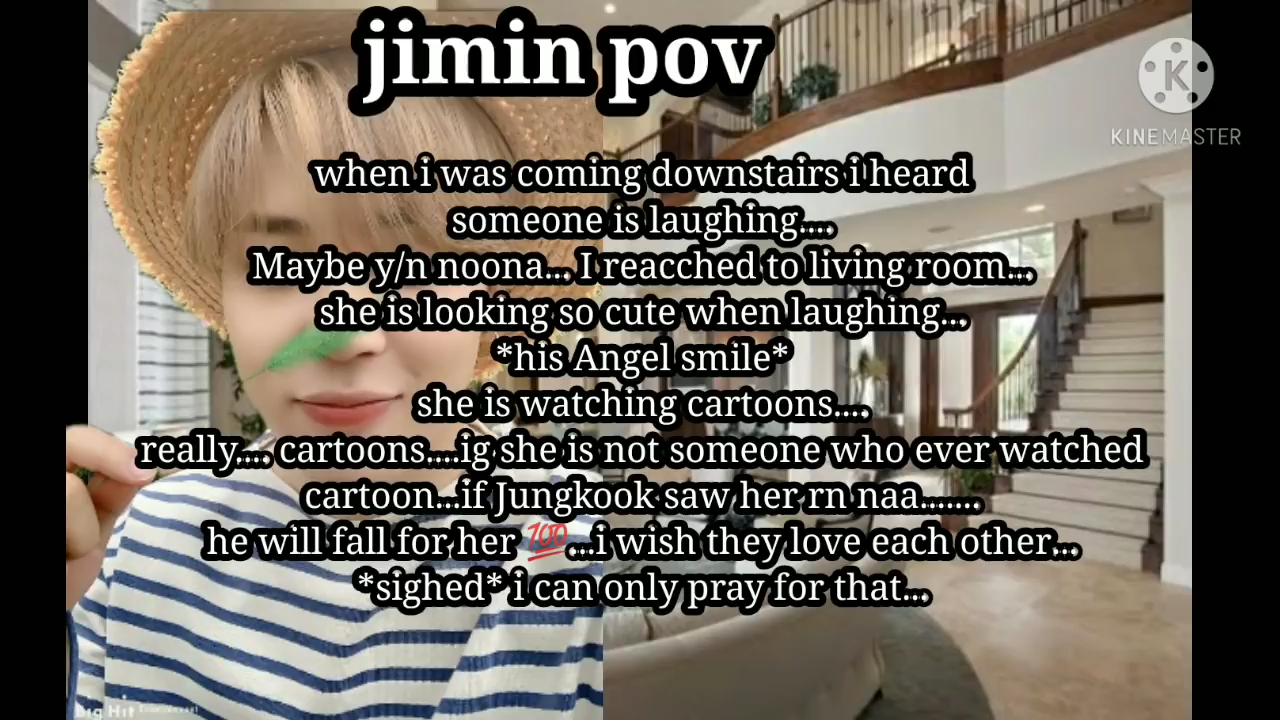 jimin pov
KINEMASTER
when i was coming downstairs i heard
someone is laughing....
Maybe y/n noona... I reacched to living room...
she is looking so cute when laughing...
*his Angel smile*
she is watching cartoons....
really.... cartoons....ig she is not someone who ever watched
cartoon...if Jungkook saw her rn naa.......
he will fall for her 💯...i wish they love each other...
*sighed* i can only pray for that...
Big Hit